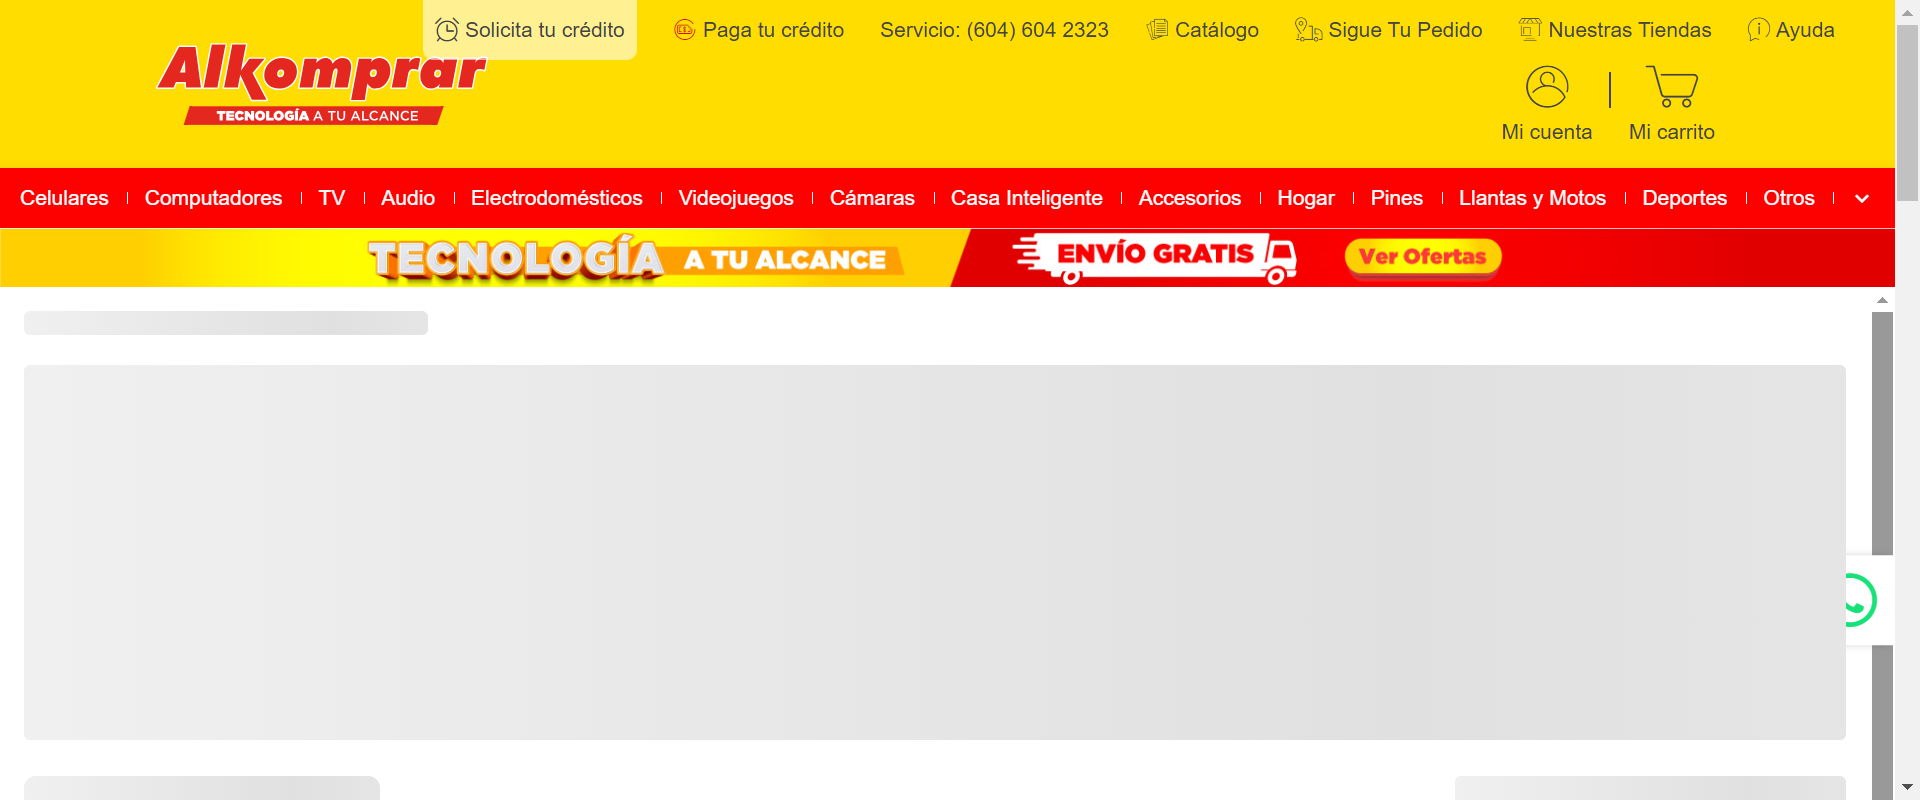 Solicita tu crédito
Paga tu crédito
Servicio: (604) 604 2323
Catálogo
Sigue Tu Pedido
Nuestras Tiendas
Ayuda
Alkomprar
TECNOLOGÍA A TU ALCANCE
Mi cuenta
Mi carrito
Celulares
Computadores
TV
Audio
Electrodomésticos
Videojuegos
Cámaras
Casa Inteligente
Accesorios
Hogar
Pines
Llantas y Motos
Deportes
Otros
TECNOLOGÍA A TU ALCANCE
ENVÍO GRATIS
Ver Ofertas